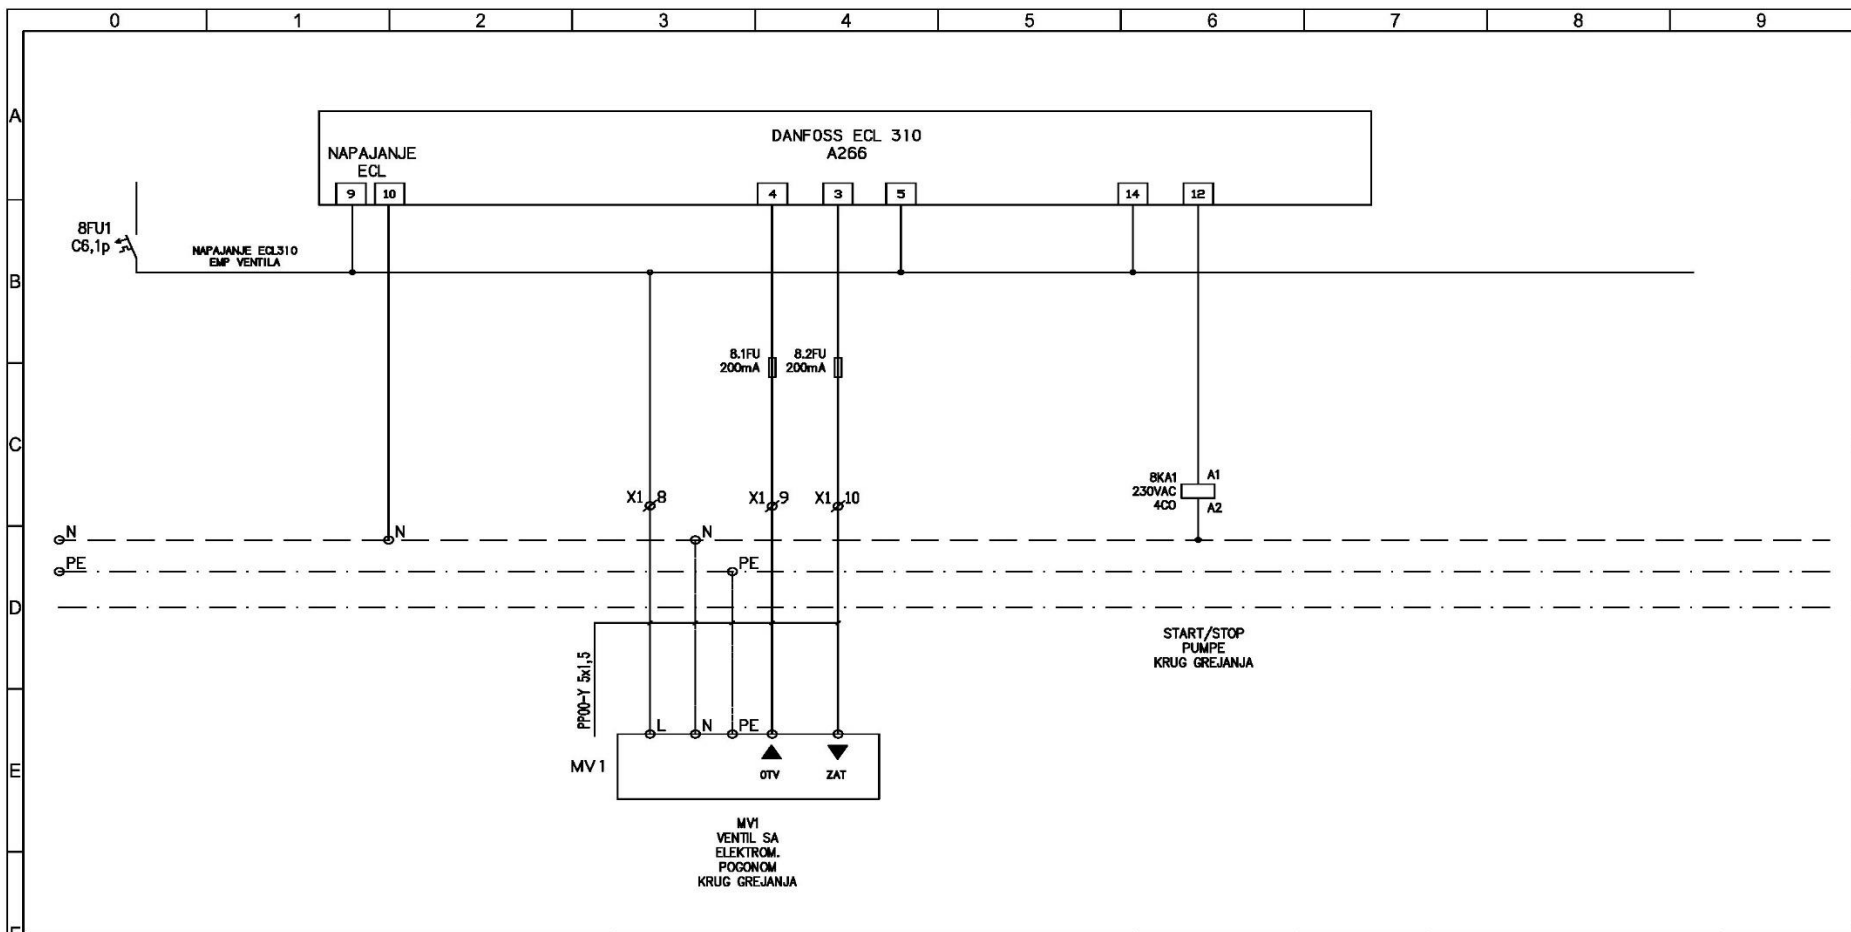 0 1 2 3 4 5 6 7 8 9
A
DANFOSS ECL 310
A266
NAPAJANJE
ECL
9 10 4 3 5 14 12
8FU1
C6,1p
NAPAJANJE ECL310
EMP VENTILA
B
8.1FU
200mA
8.2FU
200mA
C
8KA1
230VAC
4CO
A1
A2
X1 8 X1 9 X1 10
N N N
PE PE
D
START/STOP
PUMPE
KRUG GREJANJA
PP00-Y 5x1,5
L N PE
MV1
OTV ZAT
E
MV1
VENTIL SA
ELEKTROM.
POGONOM
KRUG GREJANJA
F